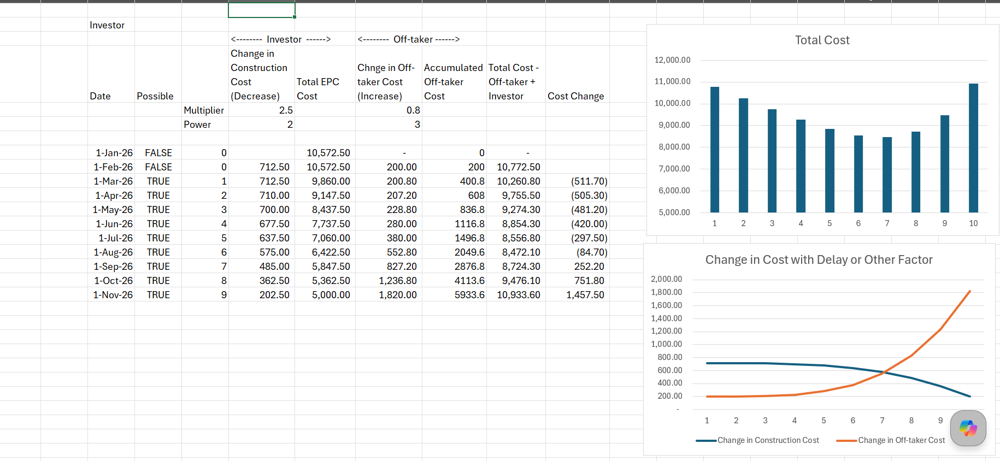 Investor
<-------- Investor ------> <-------- Off-taker ------>
Change in
Construction Chnge in Off- Accumulated Total Cost -
Cost Total EPC taker Cost Off-taker Off-taker +
Date Possible (Decrease) Cost (Increase) Cost Investor Cost Change
Multiplier 2.5 0.8
Power 2 3
1-Jan-26 FALSE 0 10,572.50 - 0 -
1-Feb-26 FALSE 0 712.50 10,572.50 200.00 200 10,772.50
1-Mar-26 TRUE 1 712.50 9,860.00 200.80 400.8 10,260.80 (511.70)
1-Apr-26 TRUE 2 710.00 9,147.50 207.20 608 9,755.50 (505.30)
1-May-26 TRUE 3 700.00 8,437.50 228.80 836.8 9,274.30 (481.20)
1-Jun-26 TRUE 4 677.50 7,737.50 280.00 1116.8 8,854.30 (420.00)
1-Jul-26 TRUE 5 637.50 7,060.00 380.00 1496.8 8,556.80 (297.50)
1-Aug-26 TRUE 6 575.00 6,422.50 552.80 2049.6 8,472.10 (84.70)
1-Sep-26 TRUE 7 485.00 5,847.50 827.20 2876.8 8,724.30 252.20
1-Oct-26 TRUE 8 362.50 5,362.50 1,236.80 4113.6 9,476.10 751.80
1-Nov-26 TRUE 9 202.50 5,000.00 1,820.00 5933.6 10,933.60 1,457.50
Total Cost
12,000.00
11,000.00
10,000.00
9,000.00
8,000.00
7,000.00
6,000.00
5,000.00
1 2 3 4 5 6 7 8 9 10
Change in Cost with Delay or Other Factor
2,000.00
1,800.00
1,600.00
1,400.00
1,200.00
1,000.00
800.00
600.00
400.00
200.00
-
1 2 3 4 5 6 7 8 9
Change in Construction Cost Change in Off-taker Cost